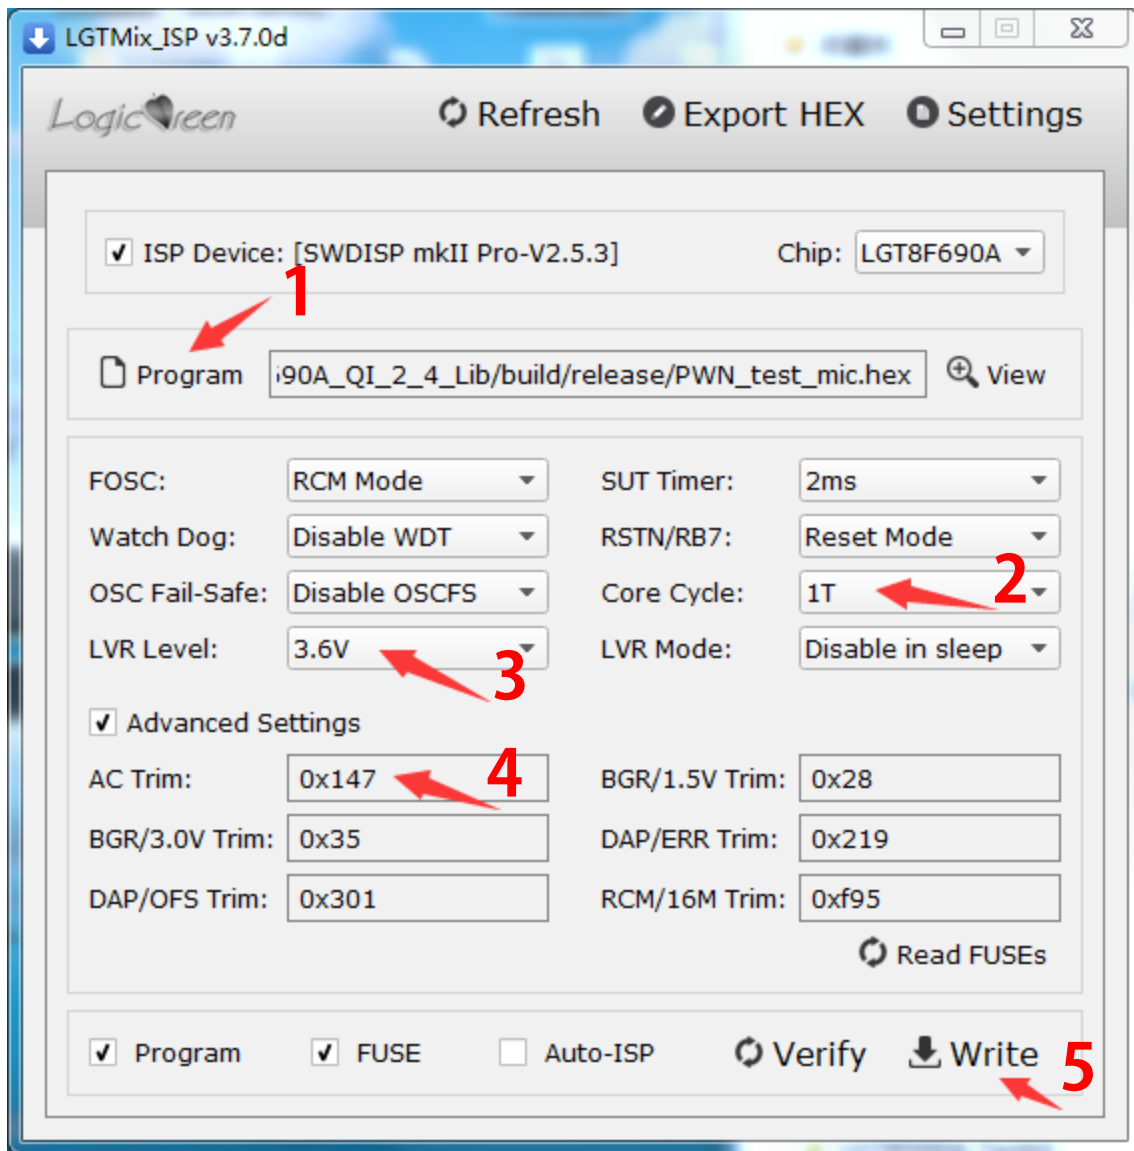 LGTMix_ISP v3.7.0d
LogicGreen Refresh Export HEX Settings
ISP Device: [SWDISP mkII Pro-V2.5.3] Chip: LGT8F690A
1
Program 90A_QI_2_4_Lib/build/release/PWN_test_mic.hex View
FOSC: RCM Mode SUT Timer: 2ms
Watch Dog: Disable WDT RSTN/RB7: Reset Mode
OSC Fail-Safe: Disable OSCFS Core Cycle: 1T 2
LVR Level: 3.6V 3 LVR Mode: Disable in sleep
Advanced Settings
AC Trim: 0x147 4 BGR/1.5V Trim: 0x28
BGR/3.0V Trim: 0x35 DAP/ERR Trim: 0x219
DAP/OFS Trim: 0x301 RCM/16M Trim: 0xf95
Read FUSEs
Program FUSE Auto-ISP Verify Write 5